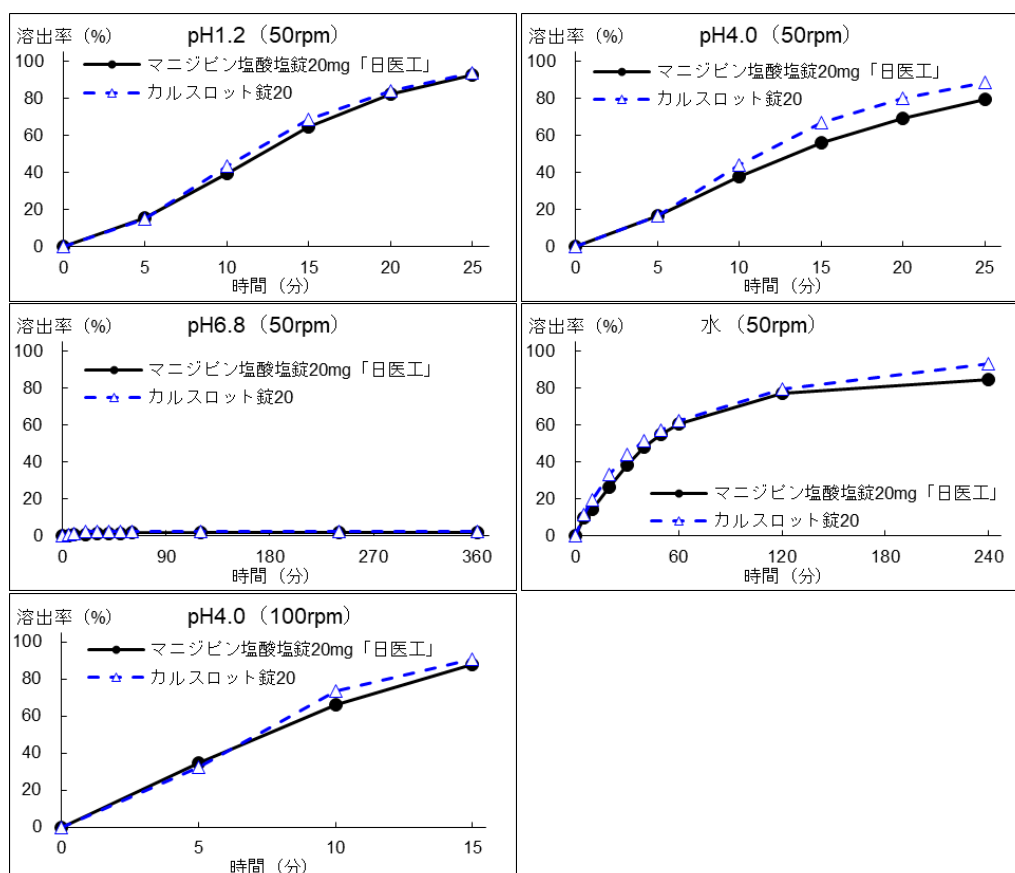 溶出率（%） pH1.2（50rpm）
100
80
60
40
20
0
マニジピン塩酸塩錠20mg「日医工」
カルスロット錠20
0 5 10 15 20 25
時間（分）
溶出率（%） pH4.0（50rpm）
100
80
60
40
20
0
マニジピン塩酸塩錠20mg「日医工」
カルスロット錠20
0 5 10 15 20 25
時間（分）
溶出率（%） pH6.8（50rpm）
100
80
60
40
20
0
マニジピン塩酸塩錠20mg「日医工」
カルスロット錠20
0 90 180 270 360
時間（分）
溶出率（%） 水（50rpm）
100
80
60
40
20
0
マニジピン塩酸塩錠20mg「日医工」
カルスロット錠20
0 60 120 180 240
時間（分）
溶出率（%） pH4.0（100rpm）
100
80
60
40
20
0
マニジピン塩酸塩錠20mg「日医工」
カルスロット錠20
0 5 10 15
時間（分）